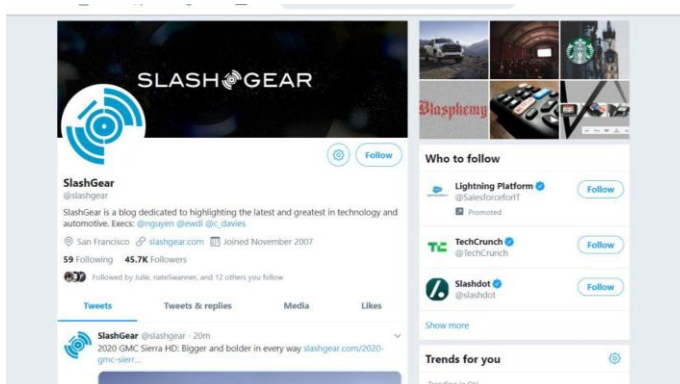 SLASH GEAR
SlashGear
@slashgear
SlashGear is a blog dedicated to highlighting the latest and greatest in technology and
automotive. Execs: @nguyen @ewdi @c_davies
San Francisco slashgear.com Joined November 2007
59 Following 45.7K Followers
Followed by Julie, nateSwanner, and 12 others you follow
Follow
Tweets Tweets & replies Media Likes
SlashGear @slashgear · 20m
2020 GMC Sierra HD: Bigger and bolder in every way slashgear.com/2020-
gmc-sierr...
Blasphemy
Who to follow
Lightning Platform
@SalesforceforIT
Promoted
Follow
TechCrunch
@TechCrunch
Follow
Slashdot
@slashdot
Follow
Show more
Trends for you